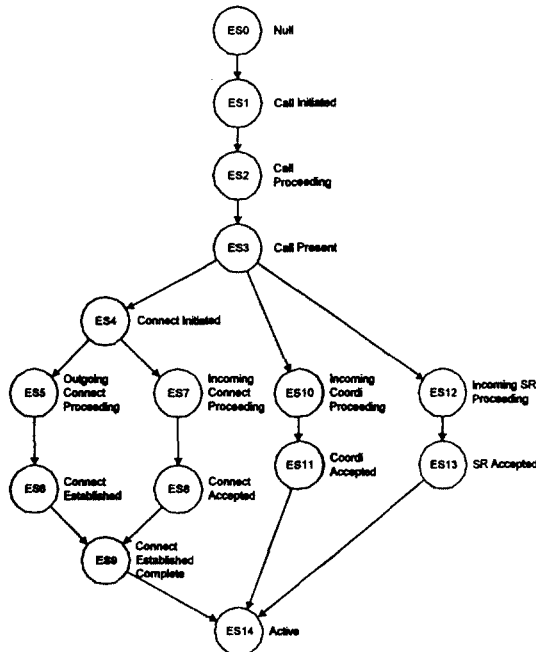 ES0 Null
ES1 Call Initiated
ES2 Call
Proceeding
ES3 Call Present
ES4 Connect Initiated
ES5 Outgoing
Connect
Proceeding
ES7 Incoming
Connect
Proceeding
ES10 Incoming
Coordi
Proceeding
ES12 Incoming SR
Proceeding
ES6 Connect
Established
ES8 Connect
Accepted
ES11 Coordi
Accepted
ES13 SR Accepted
ES9 Connect
Established
Complete
ES14 Active